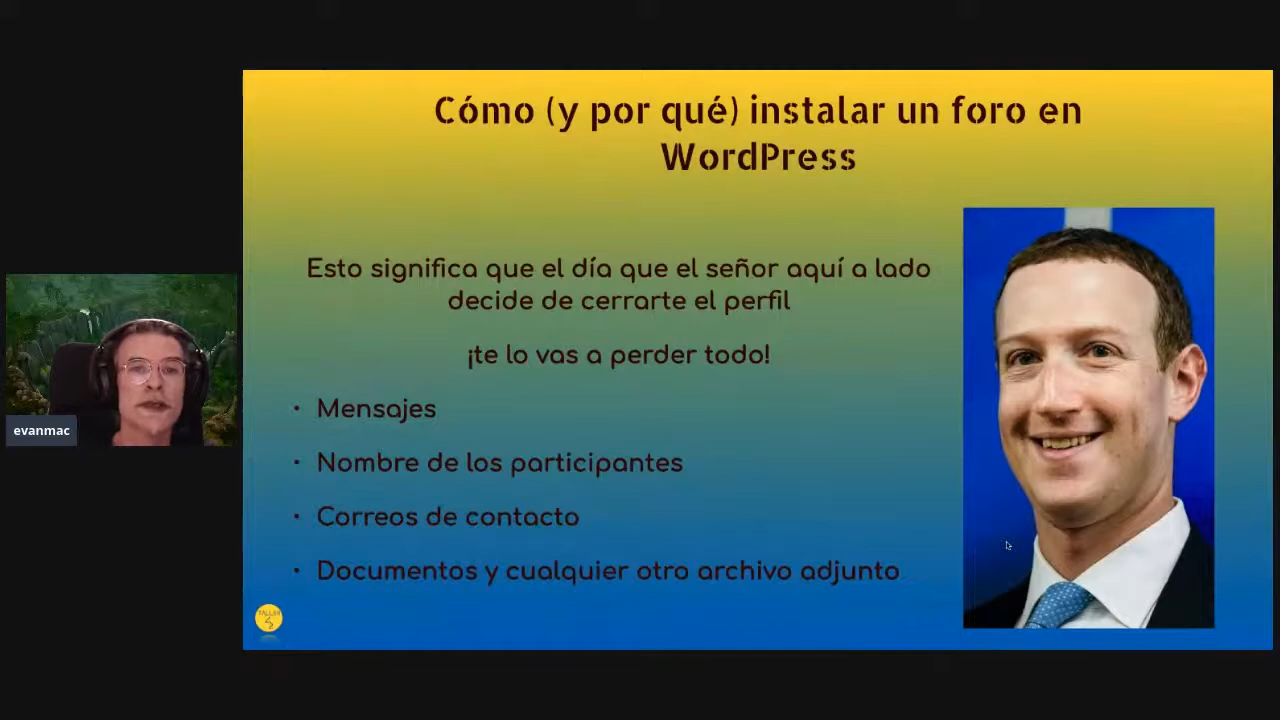 Cómo (y por qué) instalar un foro en
WordPress
Esto significa que el día que el señor aquí a lado
decide de cerrarte el perfil
¡te lo vas a perder todo!
• Mensajes
• Nombre de los participantes
• Correos de contacto
• Documentos y cualquier otro archivo adjunto
evanmac
TALLER